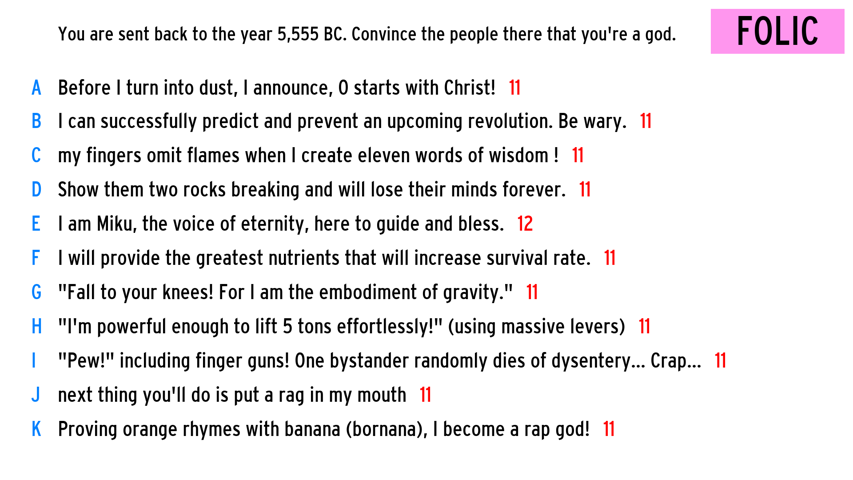 You are sent back to the year 5,555 BC. Convince the people there that you're a god.
FOLIC
A Before I turn into dust, I announce, O starts with Christ! 11
B I can successfully predict and prevent an upcoming revolution. Be wary. 11
C my fingers omit flames when I create eleven words of wisdom ! 11
D Show them two rocks breaking and will lose their minds forever. 11
E I am Miku, the voice of eternity, here to guide and bless. 12
F I will provide the greatest nutrients that will increase survival rate. 11
G "Fall to your knees! For I am the embodiment of gravity." 11
H "I'm powerful enough to lift 5 tons effortlessly!" (using massive levers) 11
I "Pew!" including finger guns! One bystander randomly dies of dysentery... Crap... 11
J next thing you'll do is put a rag in my mouth 11
K Proving orange rhymes with banana (bornana), I become a rap god! 11